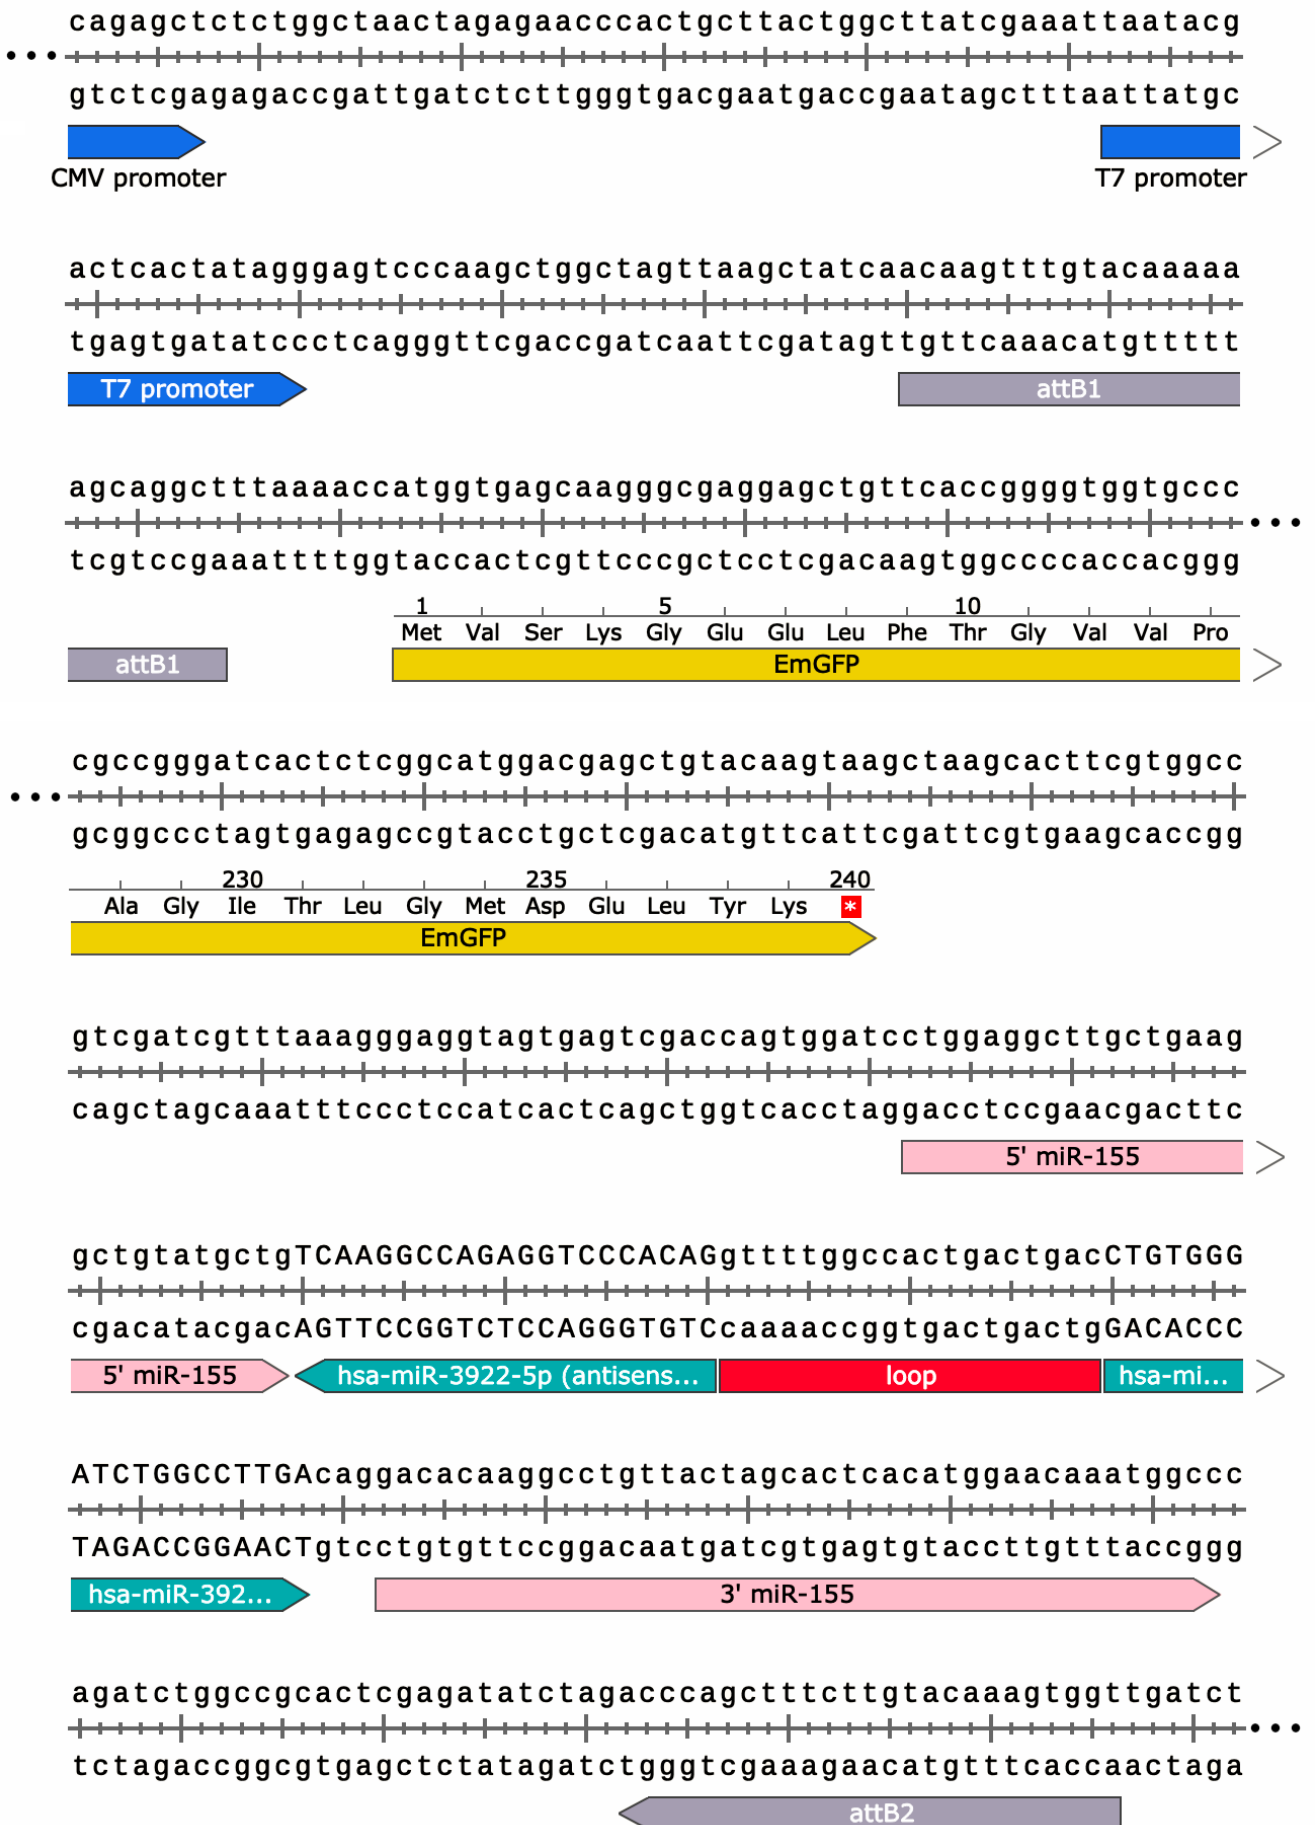 cagagctctctggctaactagagaacccactgcttactggcttatcgaaattaatacg
gtctcgagagaccgattgatctcttgggtgacgaatgaccgaatagctttaattatgc
CMV promoter T7 promoter
actcactatagggagtcccaagctggctagttaagctatcaacaagtttgtacaaaaa
tgagtgatatccctcagggttcgaccgatcaattcgatagttgttcaaacatgttttt
T7 promoter attB1
agcaggctttaaaaccatggtgagcaagggcgaggagctgttcaccggggtggtgccc
tcgtccgaaattttggtaccactcgttcccgctcctcgacaagtggccccaccacggg
1 5 10
Met Val Ser Lys Gly Glu Glu Leu Phe Thr Gly Val Val Pro
attB1 EmGFP
cgccgggatcactctcggcatggacgagctgtacaagtaagctaagcacttcgtggcc
gcggccctagtgagagccgtacctgctcgacatgttcattcgattcgtgaagcaccgg
230 235 240
Ala Gly Ile Thr Leu Gly Met Asp Glu Leu Tyr Lys *
EmGFP
gtcgatcgtttaaagggaggtagtgagtcgaccagtggatcctggaggcttgctgaag
cagctagcaaatttccctccatcactcagctggtcacctaggacctccgaacgacttc
5' miR-155
gctgtatgctgTCAAGGCCAGAGGTCCCACAGgttttggccactgactgacCTGTGGG
cgacatacgacAGTTCCGGTCTCCAGGGTGTCcaaaaccggtgactgactgGACACCC
5' miR-155 hsa-miR-3922-5p (antisens... loop hsa-mi...
ATCTGGCCTTGAcaggacacaaggcctgttactagcactcacatggaacaaatggccc
TAGACCGGAACTgtcctgtgttccggacaatgatcgtgagtgtaccttgtttaccggg
hsa-miR-392... 3' miR-155
agatctggccgcactcgagatatctagacccagctttcttgtacaaagtggttgatct
tctagaccggcgtgagctctatagatctgggtcgaaagaacatgtttcaccaactaga
attB2